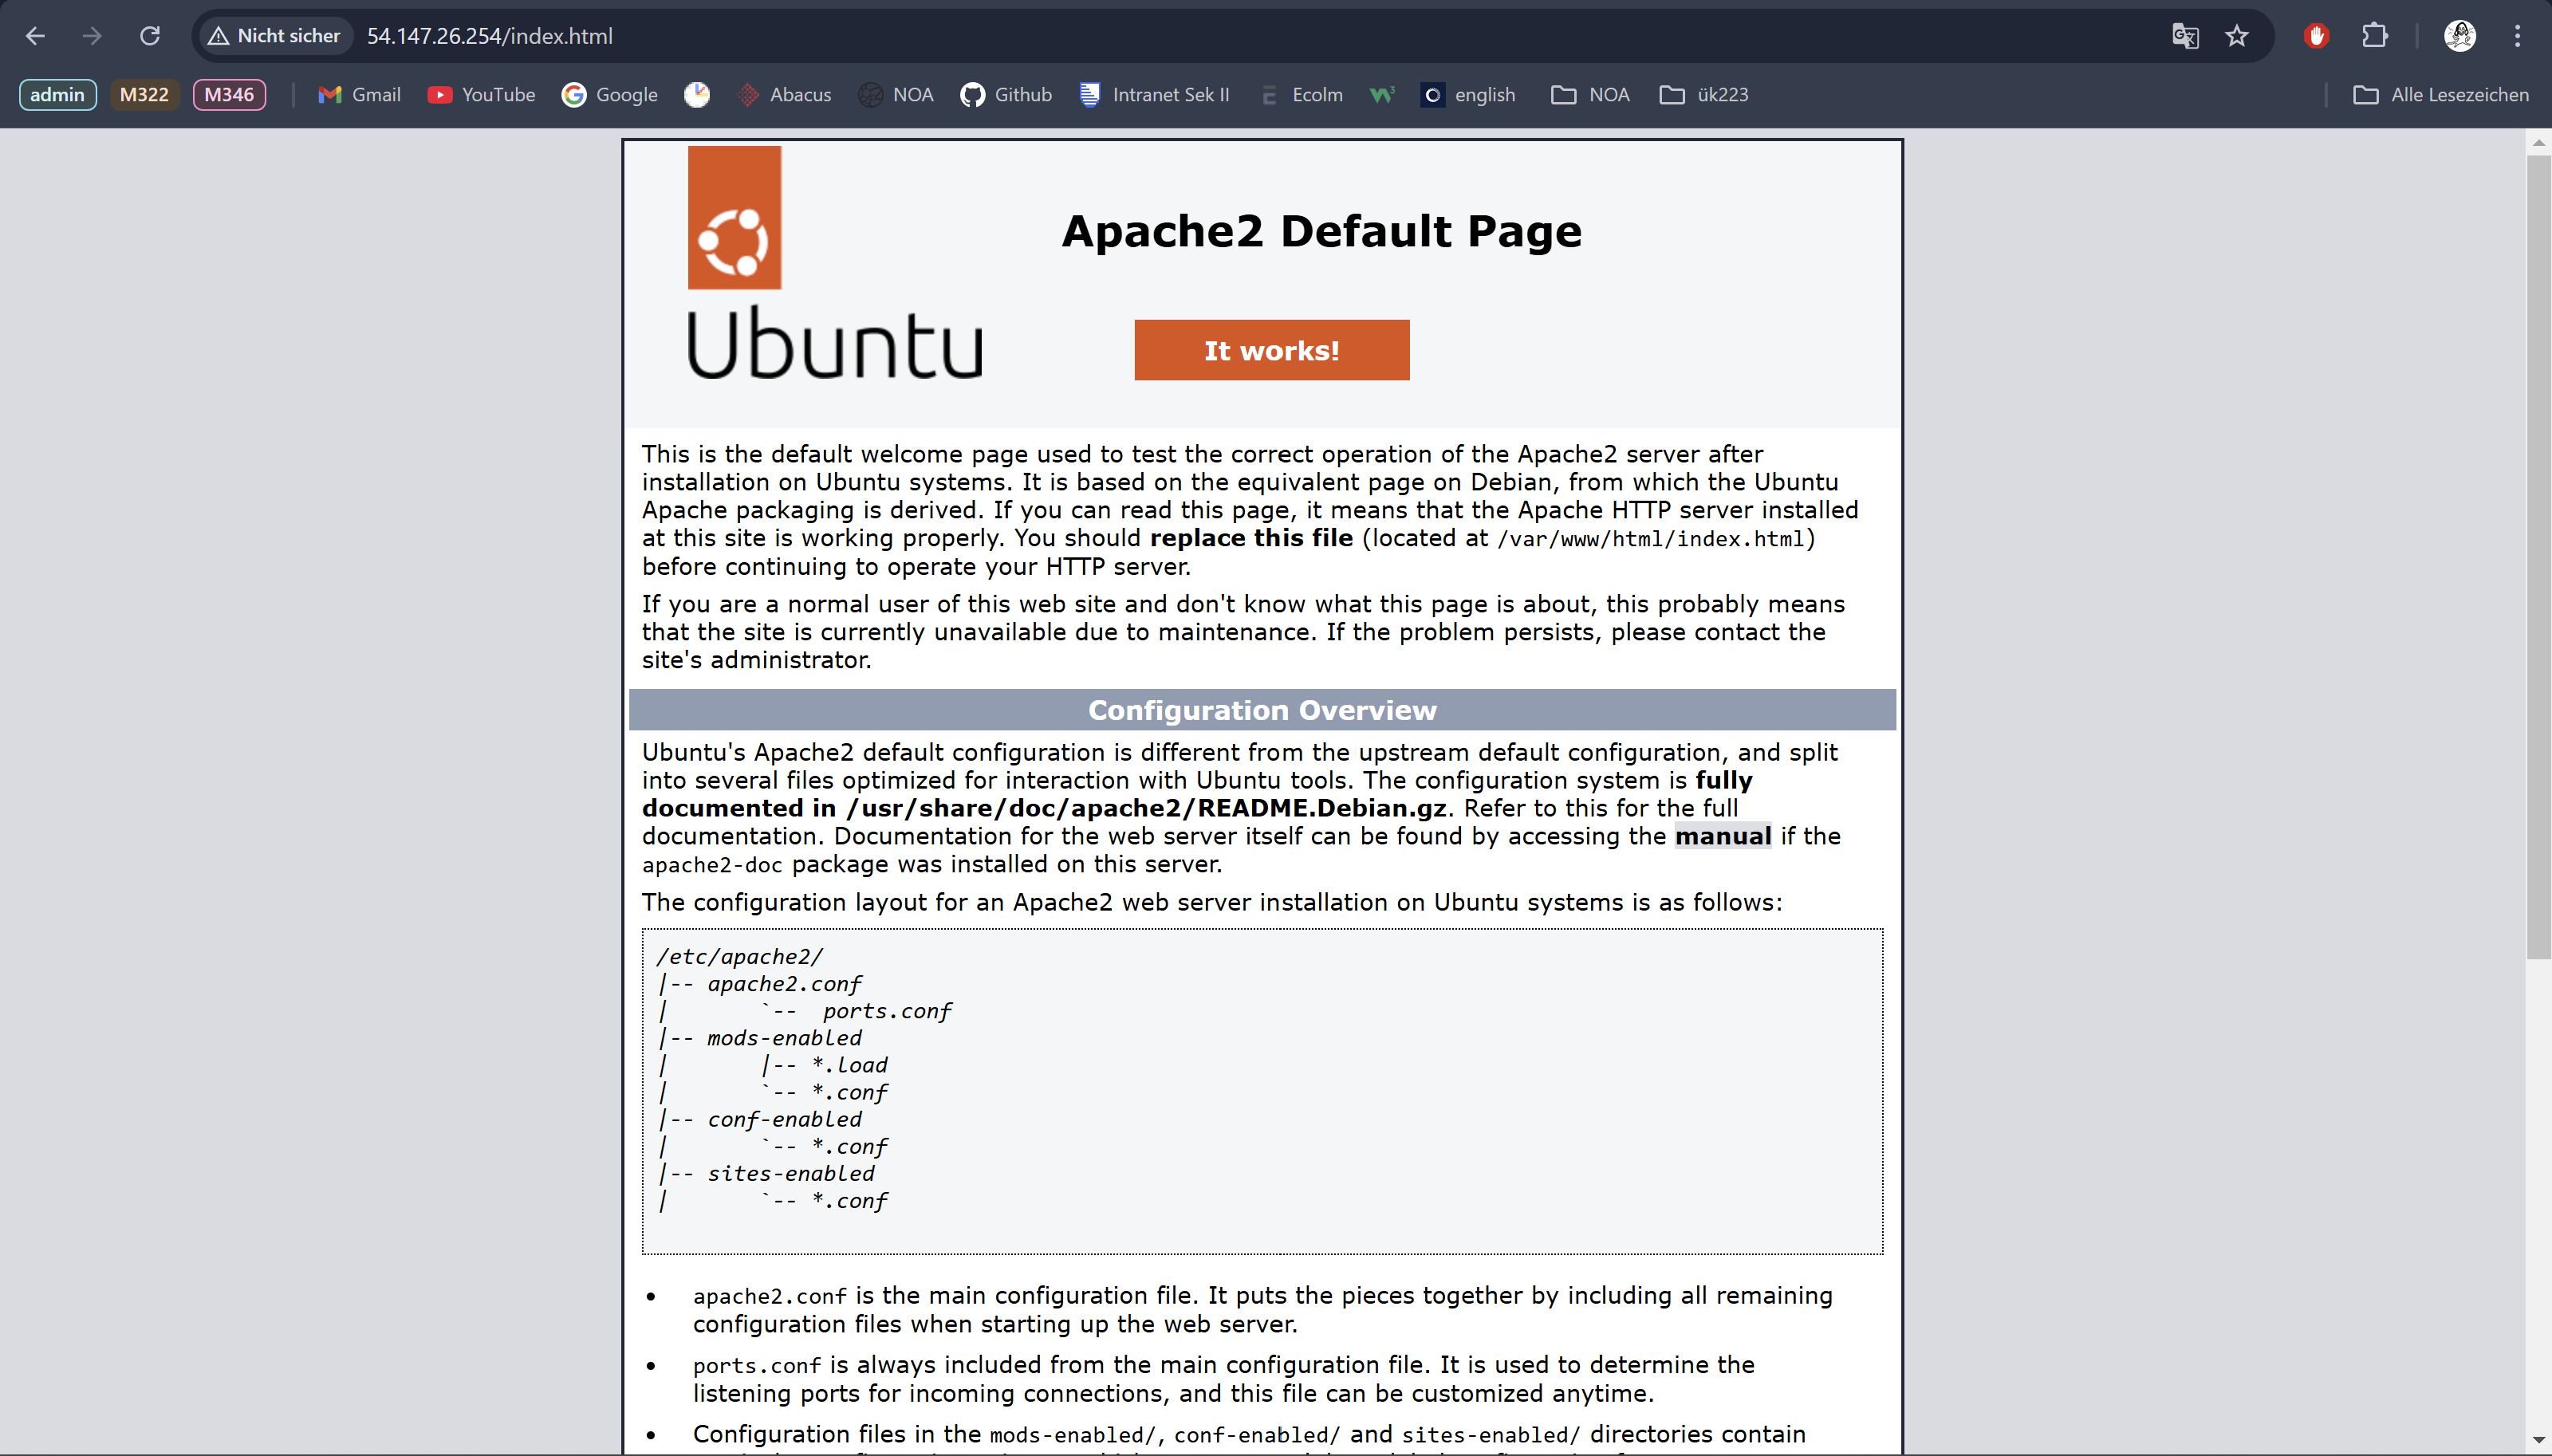 Nicht sicher 54.147.26.254/index.html
admin M322 M346 Gmail YouTube Google Abacus NOA Github Intranet Sek II Ecolm english NOA ük223 Alle Lesezeichen
Apache2 Default Page
Ubuntu
It works!
This is the default welcome page used to test the correct operation of the Apache2 server after
installation on Ubuntu systems. It is based on the equivalent page on Debian, from which the Ubuntu
Apache packaging is derived. If you can read this page, it means that the Apache HTTP server installed
at this site is working properly. You should replace this file (located at /var/www/html/index.html)
before continuing to operate your HTTP server.
If you are a normal user of this web site and don't know what this page is about, this probably means
that the site is currently unavailable due to maintenance. If the problem persists, please contact the
site's administrator.
Configuration Overview
Ubuntu's Apache2 default configuration is different from the upstream default configuration, and split
into several files optimized for interaction with Ubuntu tools. The configuration system is fully
documented in /usr/share/doc/apache2/README.Debian.gz. Refer to this for the full
documentation. Documentation for the web server itself can be found by accessing the manual if the
apache2-doc package was installed on this server.
The configuration layout for an Apache2 web server installation on Ubuntu systems is as follows:
/etc/apache2/
|-- apache2.conf
|       `--  ports.conf
|-- mods-enabled
|       |-- *.load
|       `-- *.conf
|-- conf-enabled
|       `-- *.conf
|-- sites-enabled
|       `-- *.conf
• apache2.conf is the main configuration file. It puts the pieces together by including all remaining
configuration files when starting up the web server.
• ports.conf is always included from the main configuration file. It is used to determine the
listening ports for incoming connections, and this file can be customized anytime.
• Configuration files in the mods-enabled/, conf-enabled/ and sites-enabled/ directories contain